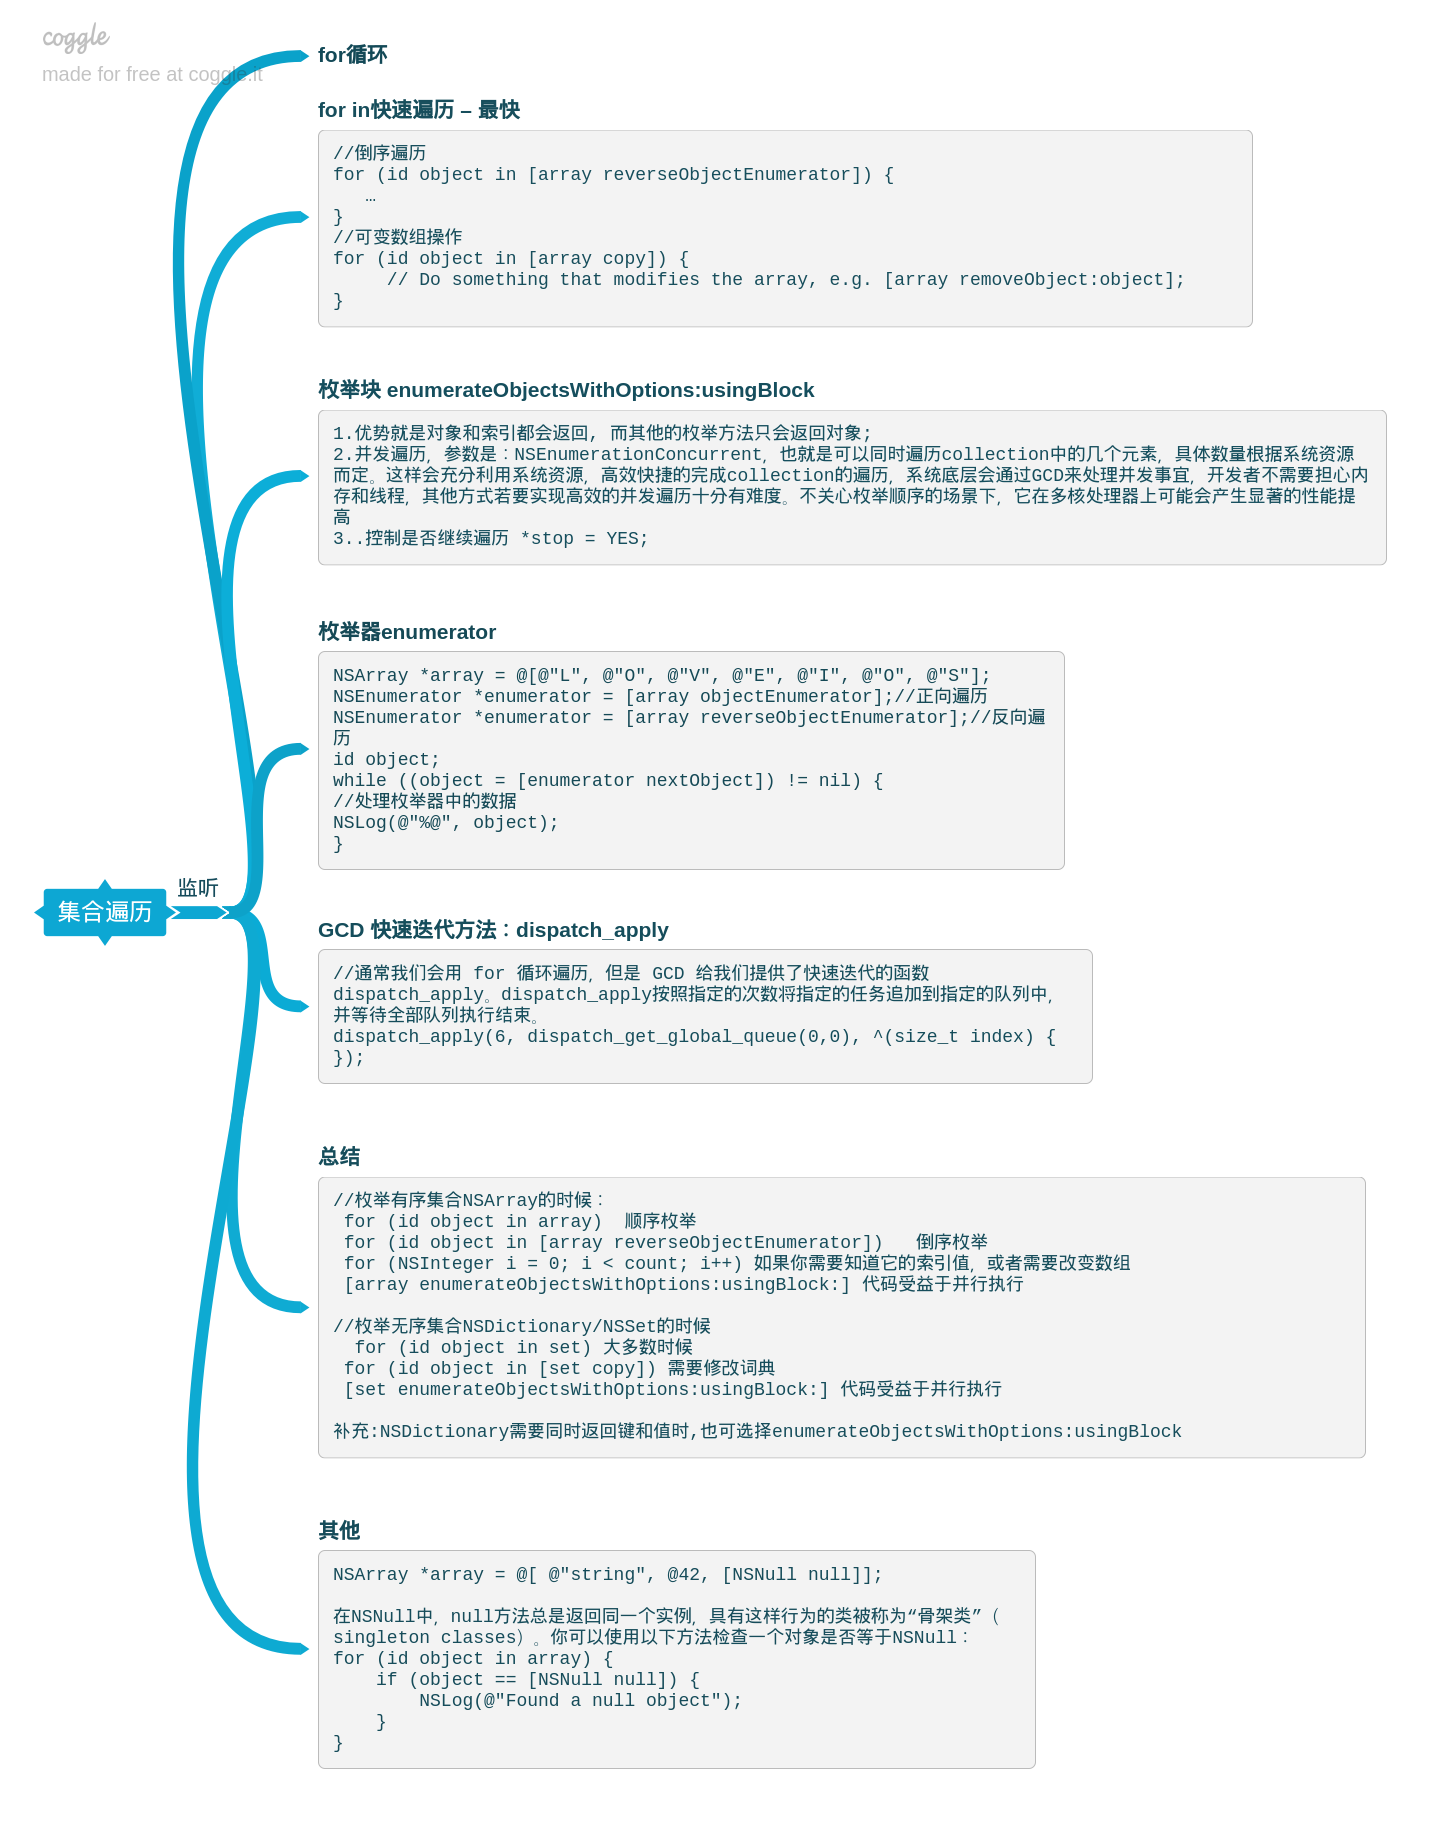 coggle
made for free at coggle.it
for循环
for in快速遍历 – 最快
//倒序遍历
for (id object in [array reverseObjectEnumerator]) {
   …
}
//可变数组操作
for (id object in [array copy]) {
     // Do something that modifies the array, e.g. [array removeObject:object];
}
枚举块 enumerateObjectsWithOptions:usingBlock
1.优势就是对象和索引都会返回, 而其他的枚举方法只会返回对象;
2.并发遍历，参数是：NSEnumerationConcurrent，也就是可以同时遍历collection中的几个元素，具体数量根据系统资源
而定。这样会充分利用系统资源，高效快捷的完成collection的遍历，系统底层会通过GCD来处理并发事宜，开发者不需要担心内
存和线程，其他方式若要实现高效的并发遍历十分有难度。不关心枚举顺序的场景下，它在多核处理器上可能会产生显著的性能提
高
3..控制是否继续遍历 *stop = YES;
枚举器enumerator
NSArray *array = @[@"L", @"O", @"V", @"E", @"I", @"O", @"S"];
NSEnumerator *enumerator = [array objectEnumerator];//正向遍历
NSEnumerator *enumerator = [array reverseObjectEnumerator];//反向遍
历
id object;
while ((object = [enumerator nextObject]) != nil) {
//处理枚举器中的数据
NSLog(@"%@", object);
}
监听
集合遍历
GCD 快速迭代方法：dispatch_apply
//通常我们会用 for 循环遍历，但是 GCD 给我们提供了快速迭代的函数
dispatch_apply。dispatch_apply按照指定的次数将指定的任务追加到指定的队列中，
并等待全部队列执行结束。
dispatch_apply(6, dispatch_get_global_queue(0,0), ^(size_t index) {
});
总结
//枚举有序集合NSArray的时候：
 for (id object in array)  顺序枚举
 for (id object in [array reverseObjectEnumerator])   倒序枚举
 for (NSInteger i = 0; i < count; i++) 如果你需要知道它的索引值，或者需要改变数组
 [array enumerateObjectsWithOptions:usingBlock:] 代码受益于并行执行
//枚举无序集合NSDictionary/NSSet的时候
  for (id object in set) 大多数时候
 for (id object in [set copy]) 需要修改词典
 [set enumerateObjectsWithOptions:usingBlock:] 代码受益于并行执行
补充:NSDictionary需要同时返回键和值时,也可选择enumerateObjectsWithOptions:usingBlock
其他
NSArray *array = @[ @"string", @42, [NSNull null]];
在NSNull中，null方法总是返回同一个实例，具有这样行为的类被称为“骨架类”（
singleton classes）。你可以使用以下方法检查一个对象是否等于NSNull：
for (id object in array) {
    if (object == [NSNull null]) {
        NSLog(@"Found a null object");
    }
}